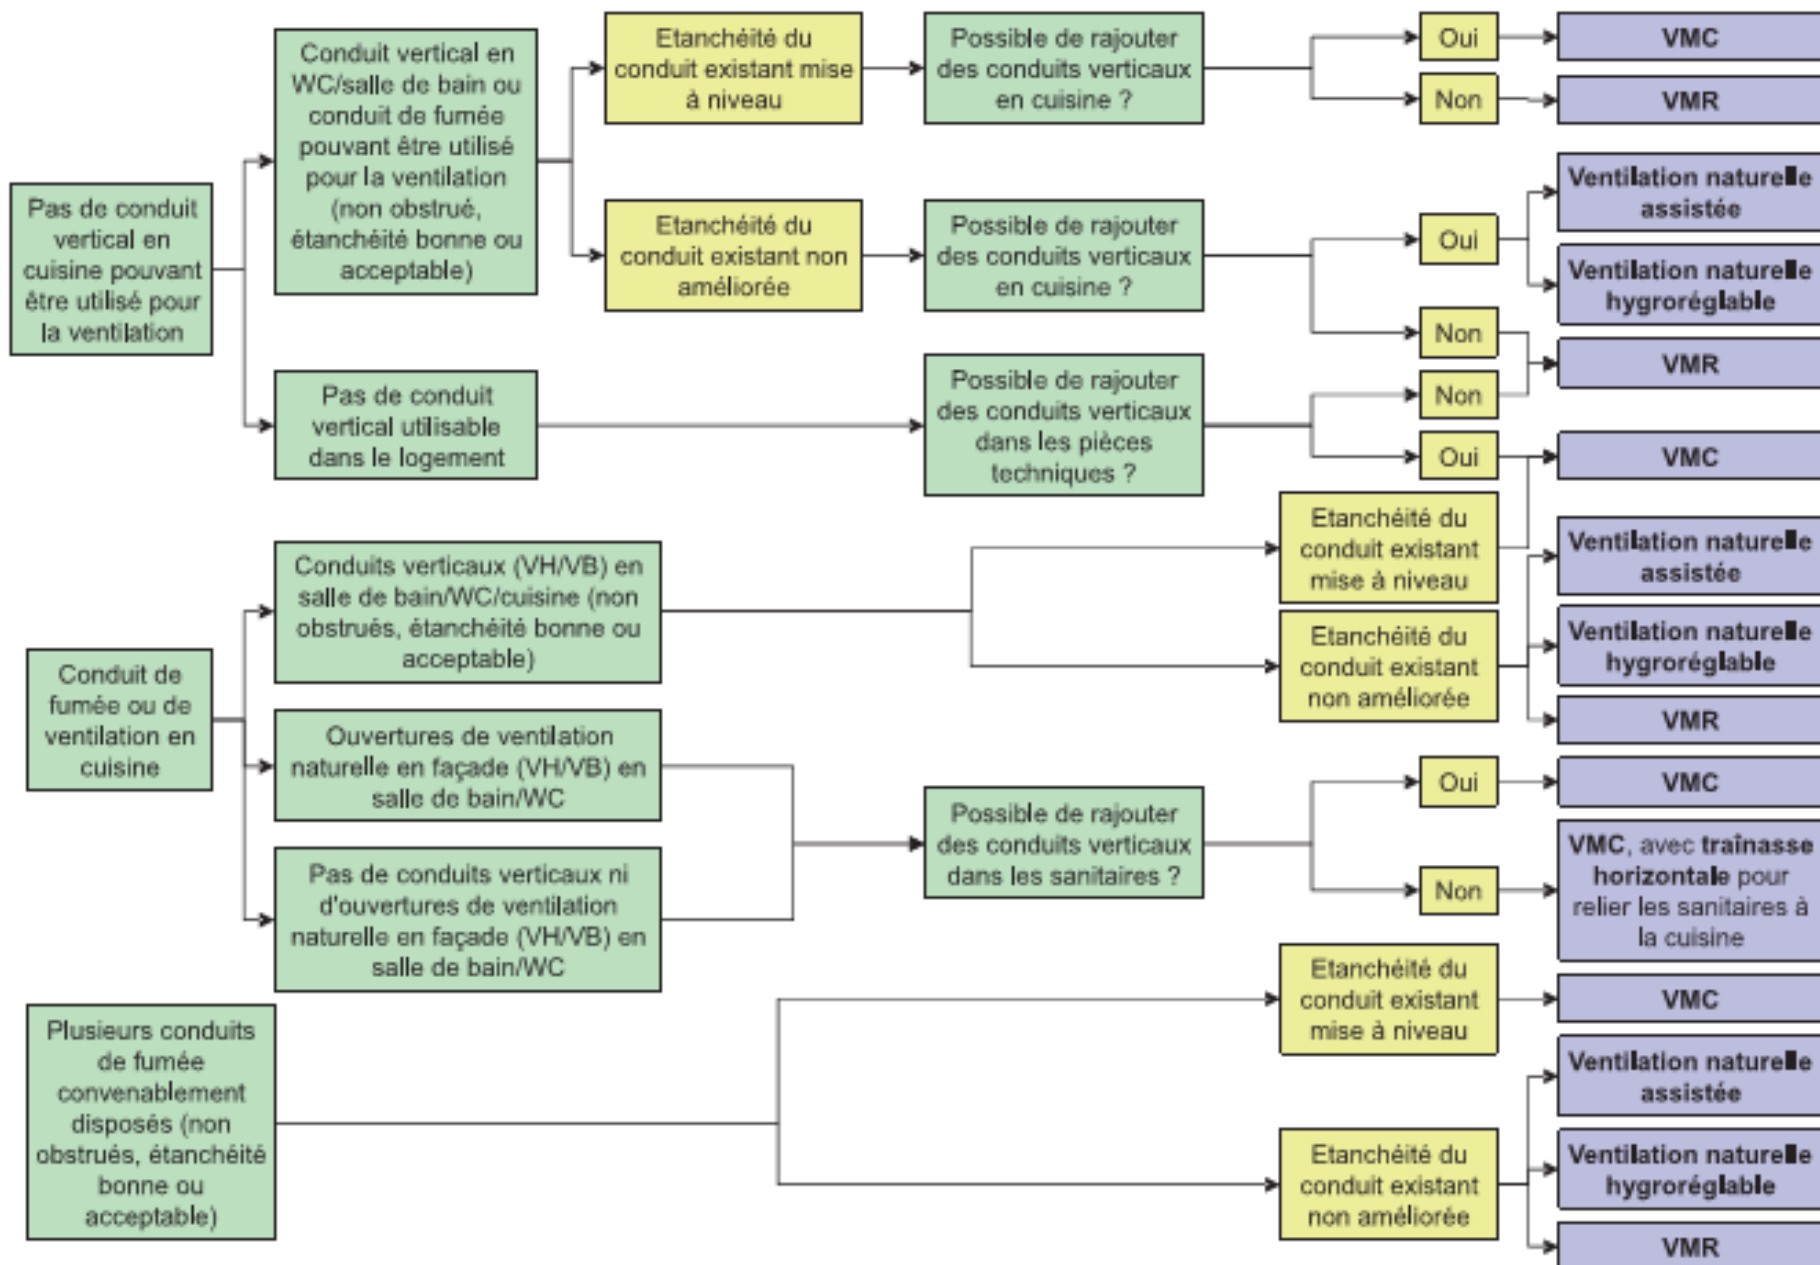 Pas de conduit
vertical en
cuisine pouvant
être utilisé pour
la ventilation
Conduit vertical en
WC/salle de bain ou
conduit de fumée
pouvant être utilisé
pour la ventilation
(non obstrué,
étanchéité bonne ou
acceptable)
Etanchéité du
conduit existant mise
à niveau
Possible de rajouter
des conduits verticaux
en cuisine ?
Oui
VMC
Non
VMR
Etanchéité du
conduit existant non
améliorée
Possible de rajouter
des conduits verticaux
en cuisine ?
Oui
Ventilation naturelle
assistée
Ventilation naturelle
hygroréglable
Non
VMR
Pas de conduit
vertical utilisable
dans le logement
Possible de rajouter
des conduits verticaux
dans les pièces
techniques ?
Non
Oui
VMC
Conduit de
fumée ou de
ventilation en
cuisine
Conduits verticaux (VH/VB) en
salle de bain/WC/cuisine (non
obstrués, étanchéité bonne ou
acceptable)
Etanchéité du
conduit existant
mise à niveau
Etanchéité du
conduit existant
non améliorée
Ventilation naturelle
assistée
Ventilation naturelle
hygroréglable
VMR
Ouvertures de ventilation
naturelle en façade (VH/VB) en
salle de bain/WC
Pas de conduits verticaux ni
d'ouvertures de ventilation
naturelle en façade (VH/VB) en
salle de bain/WC
Possible de rajouter
des conduits verticaux
dans les sanitaires ?
Oui
VMC
Non
VMC, avec traînasse
horizontale pour
relier les sanitaires à
la cuisine
Plusieurs conduits
de fumée
convenablement
disposés (non
obstrués, étanchéité
bonne ou
acceptable)
Etanchéité du
conduit existant
mise à niveau
VMC
Etanchéité du
conduit existant
non améliorée
Ventilation naturelle
assistée
Ventilation naturelle
hygroréglable
VMR